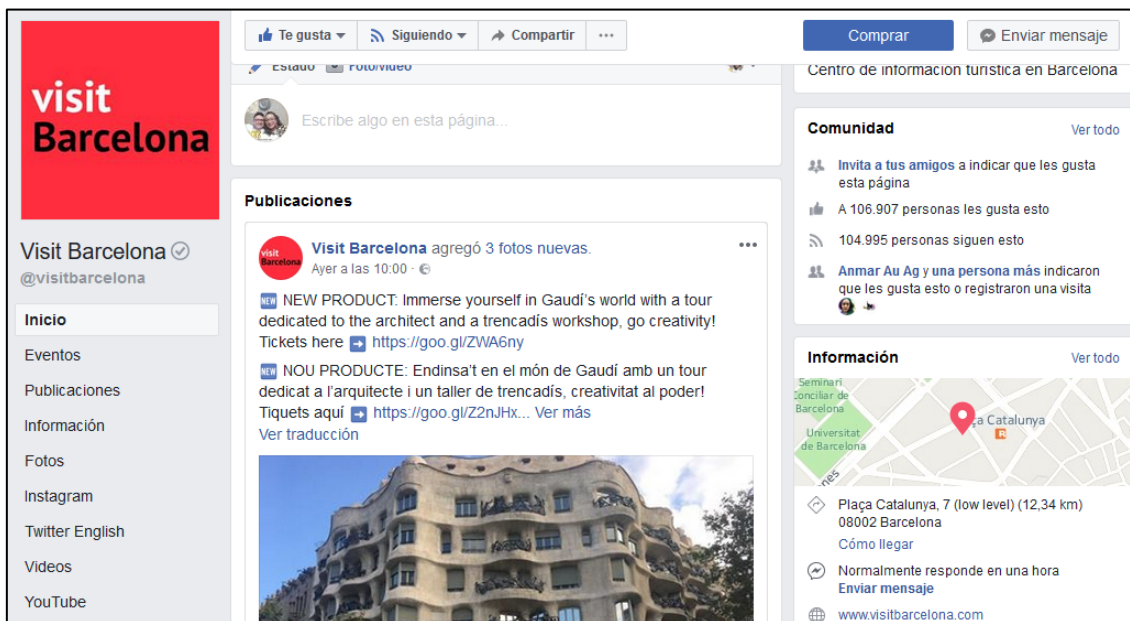 visit
Barcelona
Visit Barcelona
@visitbarcelona
Inicio
Eventos
Publicaciones
Información
Fotos
Instagram
Twitter English
Videos
YouTube
Te gusta
Siguiendo
Compartir
Comprar
Enviar mensaje
Estado Foto/video
Escribe algo en esta página...
Publicaciones
visit
Barcelona
Visit Barcelona agregó 3 fotos nuevas.
Ayer a las 10:00 ·
NEW NEW PRODUCT: Immerse yourself in Gaudí’s world with a tour
dedicated to the architect and a trencadís workshop, go creativity!
Tickets here ➡ https://goo.gl/ZWA6ny
NEW NOU PRODUCTE: Endinsa’t en el món de Gaudí amb un tour
dedicat a l’arquitecte i un taller de trencadís, creativitat al poder!
Tiquets aquí ➡ https://goo.gl/Z2nJHx... Ver más
Ver traducción
Centro de información turística en Barcelona
Comunidad Ver todo
Invita a tus amigos a indicar que les gusta
esta página
A 106.907 personas les gusta esto
104.995 personas siguen esto
Anmar Au Ag y una persona más indicaron
que les gusta esto o registraron una visita
Información Ver todo
Seminari
Conciliar de
Barcelona
Universitat
de Barcelona
ça Catalunya
R
Plaça Catalunya, 7 (low level) (12,34 km)
08002 Barcelona
Cómo llegar
Normalmente responde en una hora
Enviar mensaje
www.visitbarcelona.com